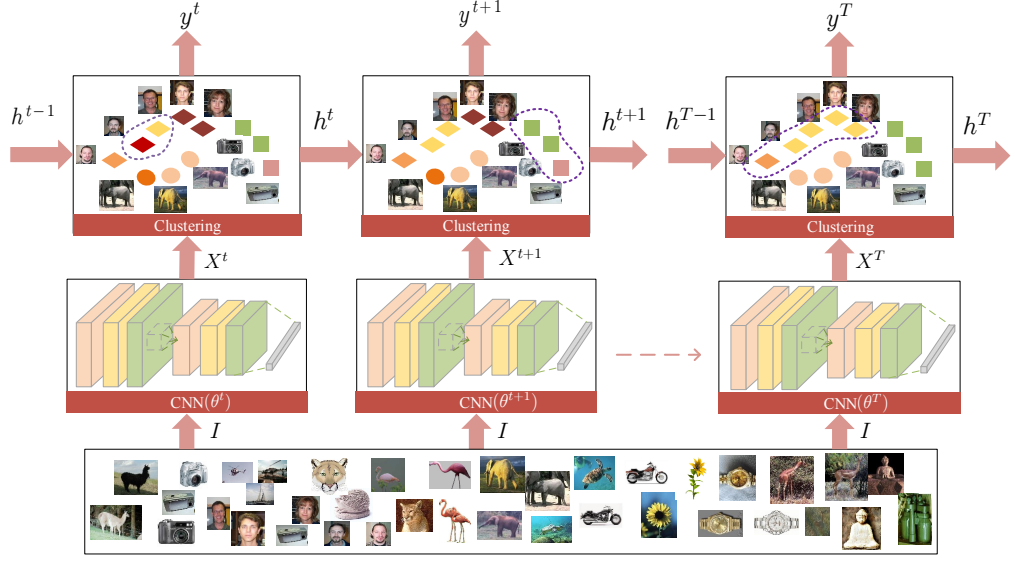 y^t y^{t+1} y^T
h^{t-1} h^t h^{t+1} h^{T-1} h^T
Clustering Clustering Clustering
X^t X^{t+1} X^T
CNN(θ^t) CNN(θ^{t+1}) CNN(θ^T)
I I I